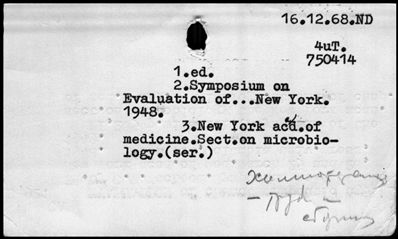 16.12.68.ND
4uT.
750414
1.ed.
2.Symposium on
Evaluation of...New York.
1948.
3.New York acd.of
medicine.Sect.on microbio-
logy.(ser.)